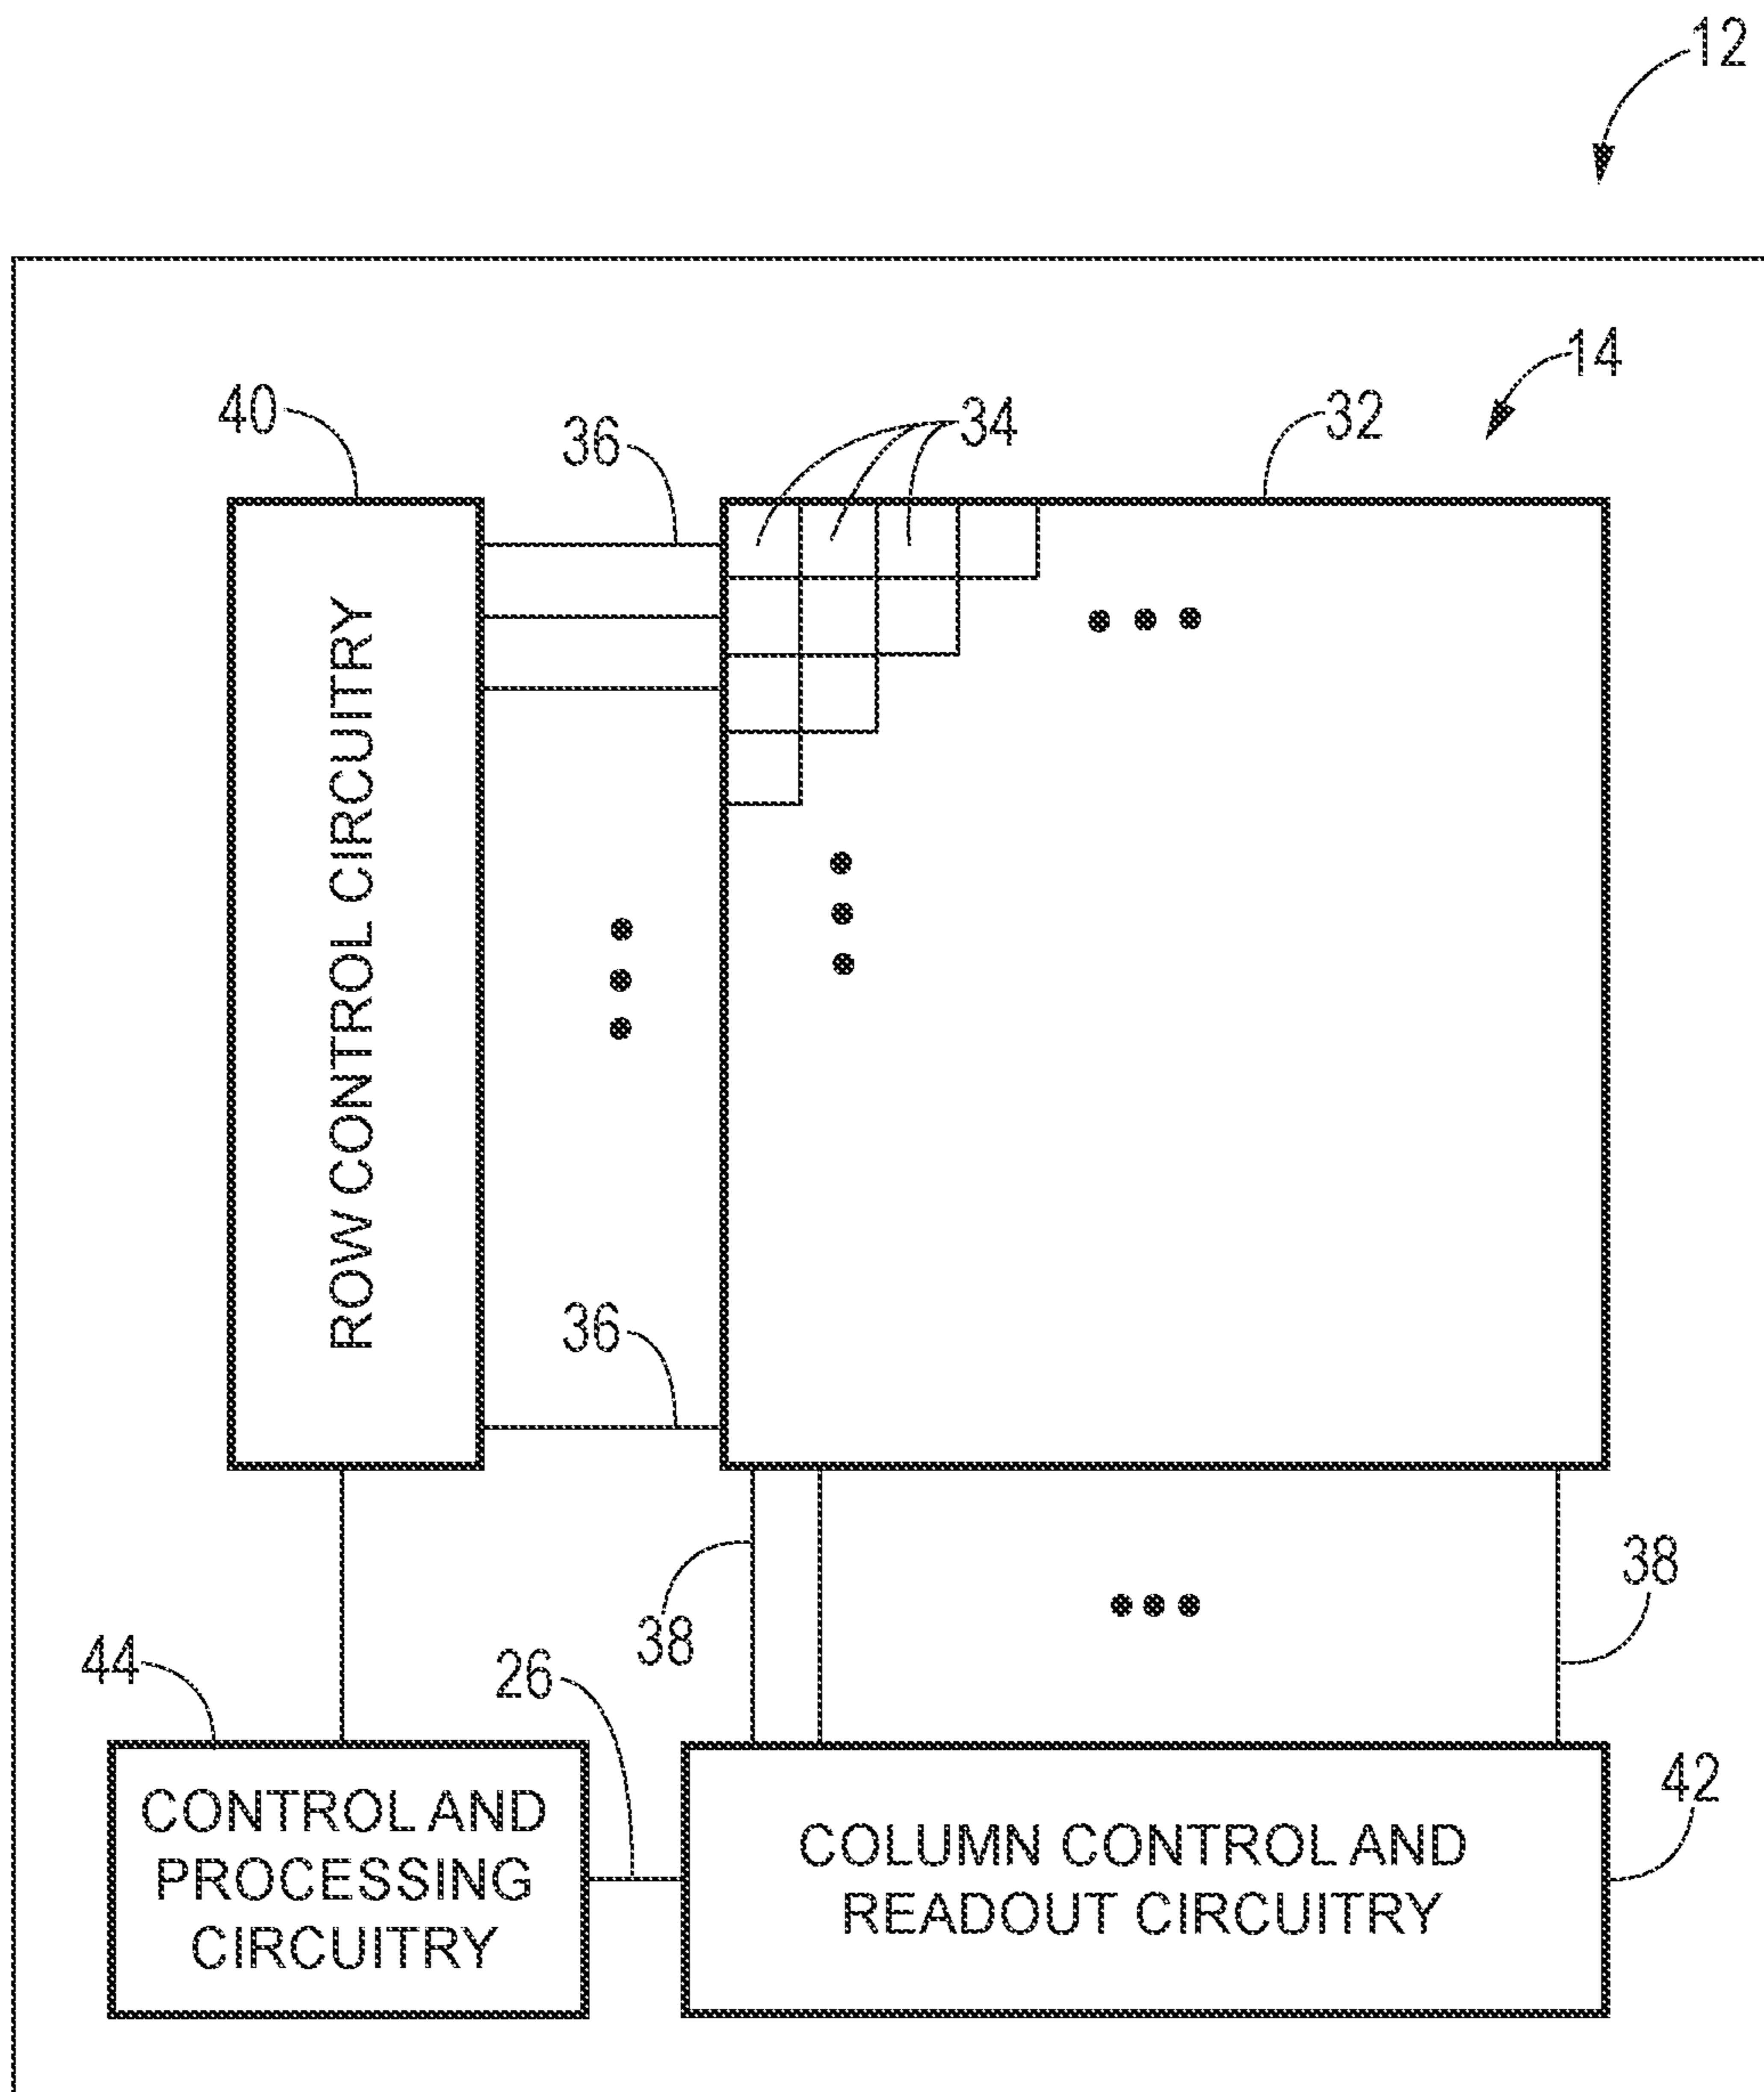 12
14
40
36
34
32
ROW CONTROL CIRCUITRY
36
38
38
44
26
42
CONTROL AND
PROCESSING
CIRCUITRY
COLUMN CONTROL AND
READOUT CIRCUITRY